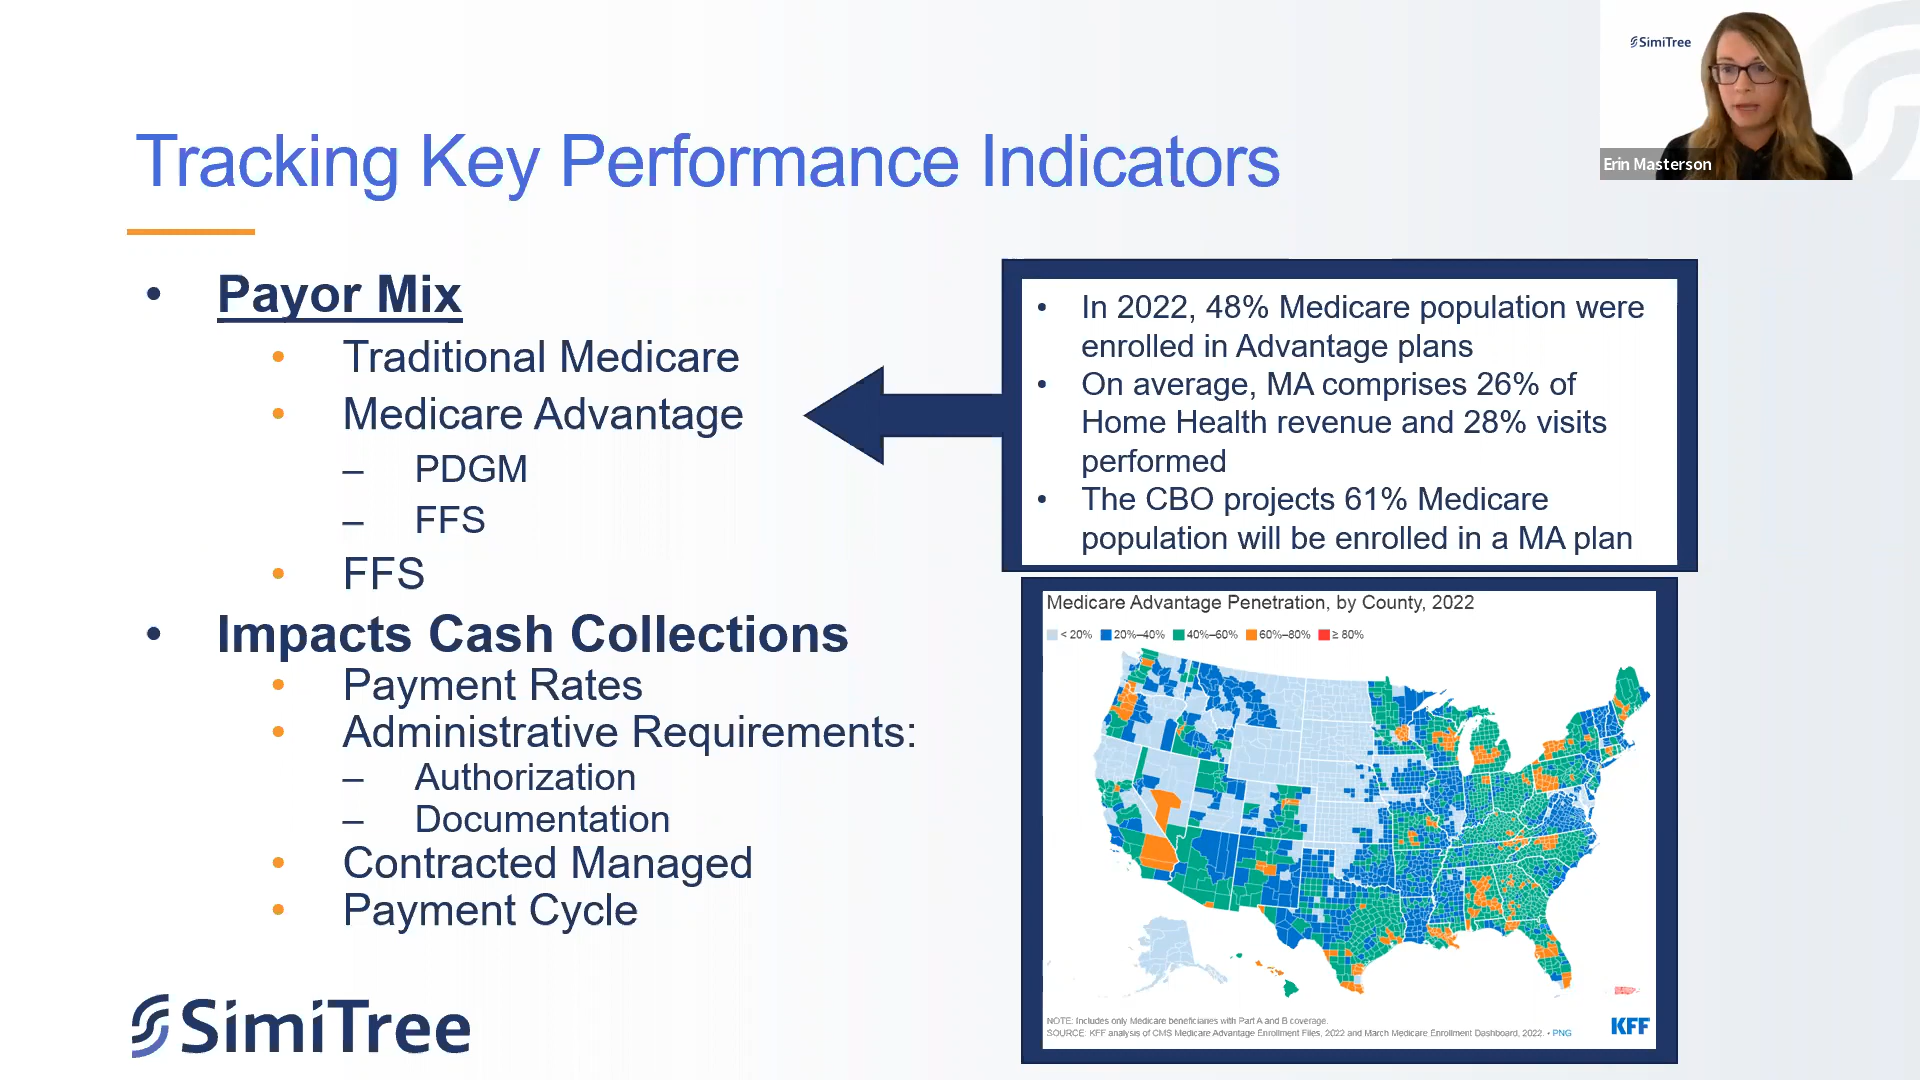 SimiTree
Erin Masterson
Tracking Key Performance Indicators
• Payor Mix
• Traditional Medicare
• Medicare Advantage
– PDGM
– FFS
• FFS
• Impacts Cash Collections
• Payment Rates
• Administrative Requirements:
– Authorization
– Documentation
• Contracted Managed
• Payment Cycle
• In 2022, 48% Medicare population were
enrolled in Advantage plans
• On average, MA comprises 26% of
Home Health revenue and 28% visits
performed
• The CBO projects 61% Medicare
population will be enrolled in a MA plan
Medicare Advantage Penetration, by County, 2022
< 20% 20%–40% 40%–60% 60%–80% ≥ 80%
NOTE: Includes only Medicare beneficiaries with Part A and B coverage.
SOURCE: KFF analysis of CMS Medicare Advantage Enrollment Files, 2022 and March Medicare Enrollment Dashboard, 2022. • PNG
KFF
SimiTree